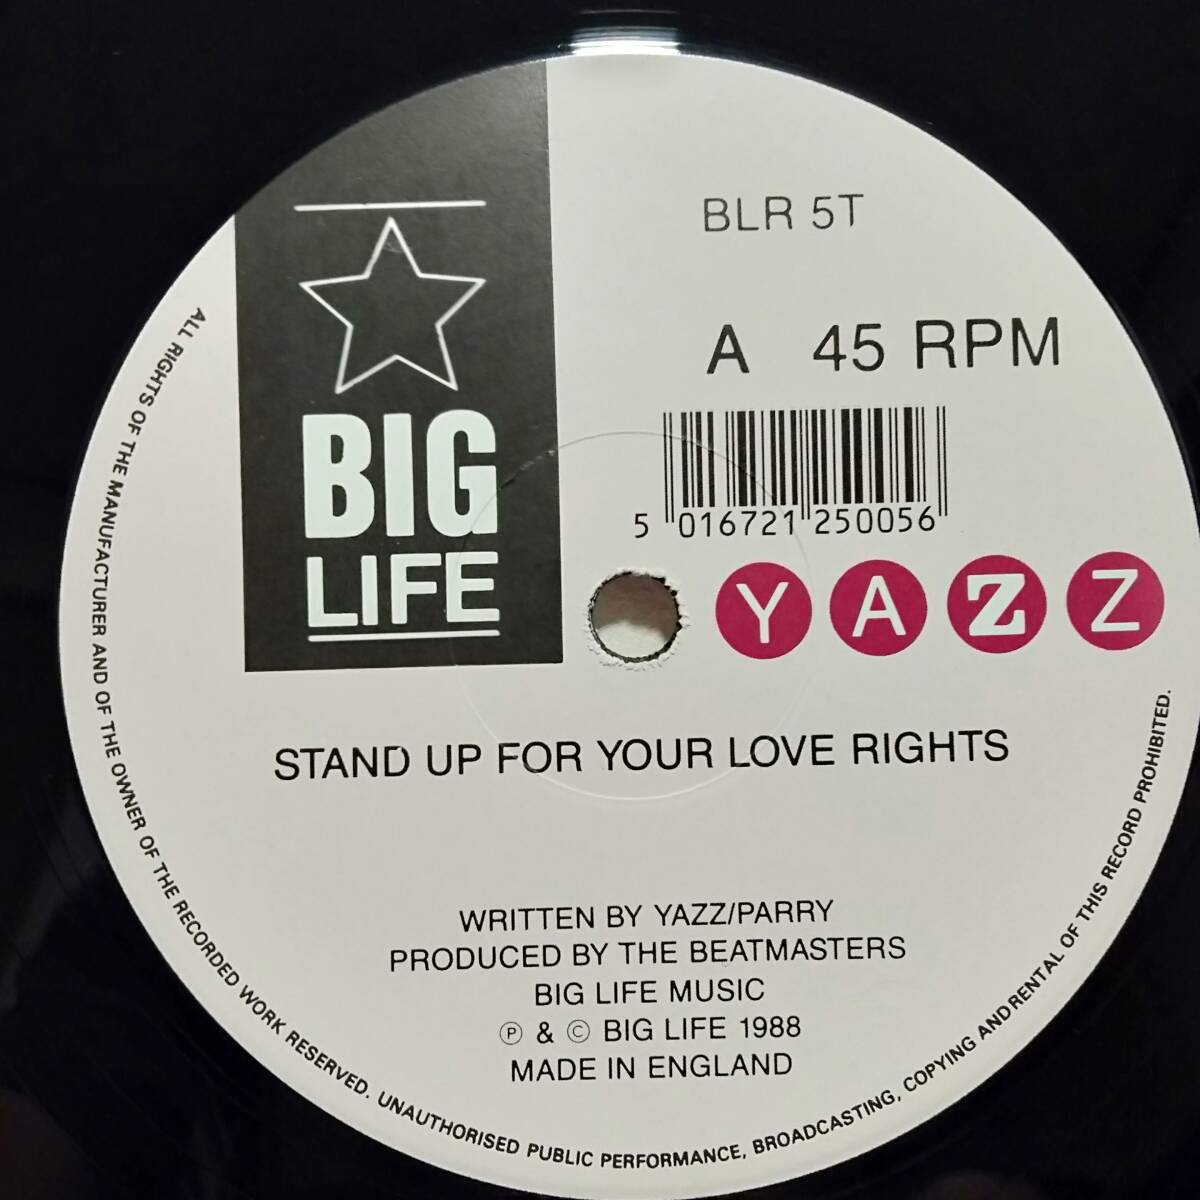 BIG
LIFE
BLR 5T
A 45 RPM
5 016721 250056
YAZZ
STAND UP FOR YOUR LOVE RIGHTS
WRITTEN BY YAZZ/PARRY
PRODUCED BY THE BEATMASTERS
BIG LIFE MUSIC
Ⓟ & © BIG LIFE 1988
MADE IN ENGLAND
ALL RIGHTS OF THE MANUFACTURER AND OF THE OWNER OF THE RECORDED WORK RESERVED. UNAUTHORISED PUBLIC PERFORMANCE, BROADCASTING, COPYING AND RENTAL OF THIS RECORD PROHIBITED.